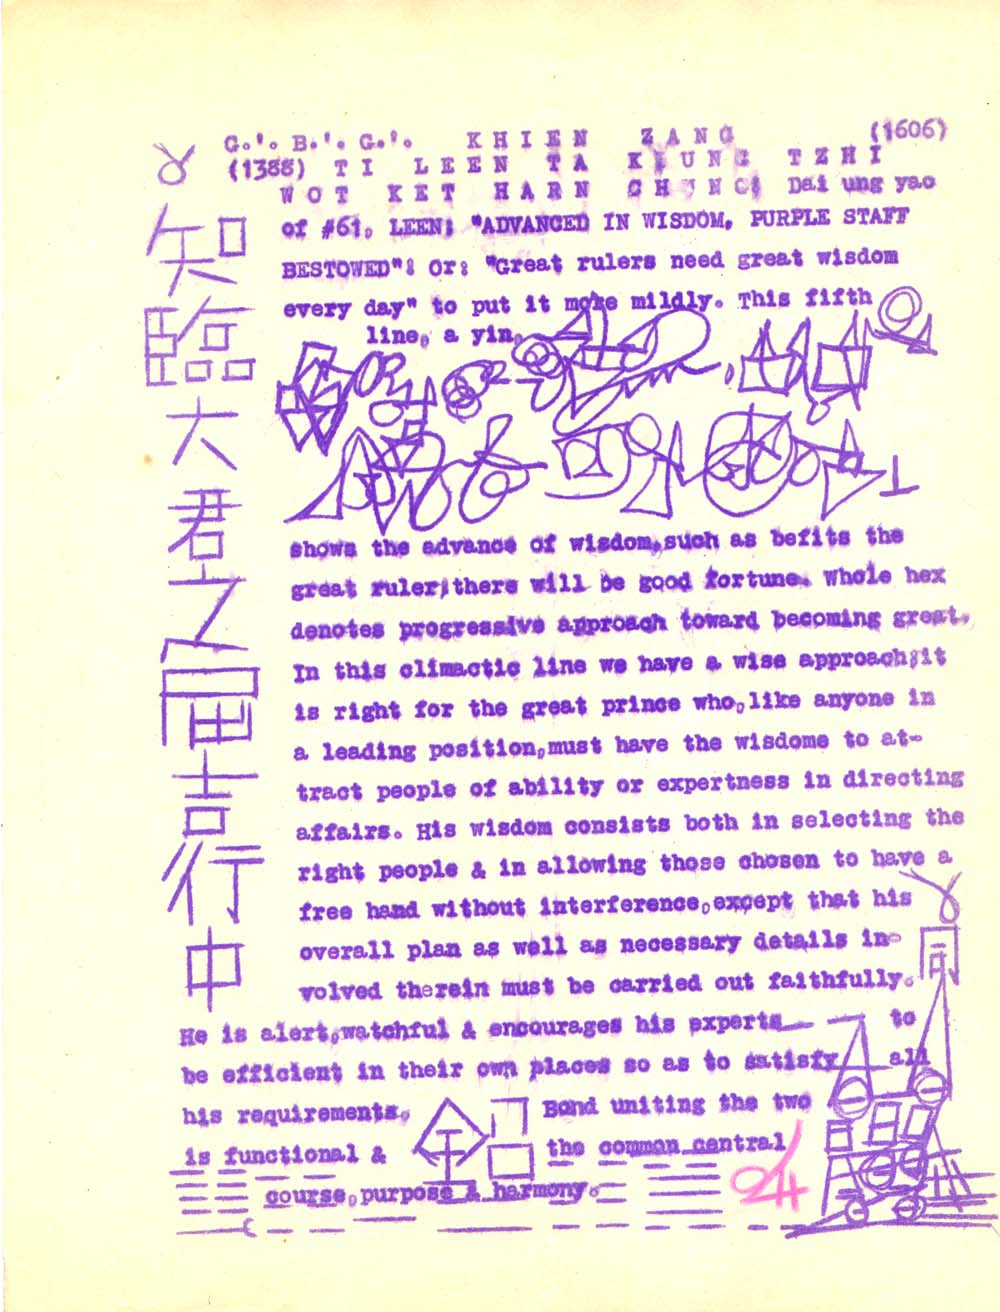 G.'. B.'. G.'. KHIEN ZANG (1606)
(1388) TI LEEN TA KIUNG TZHI
WOT KET HARN CHUNG; Dai ung yao
of #61, LEEN; "ADVANCED IN WISDOM, PURPLE STAFF
BESTOWED"! Or: "Great rulers need great wisdom
every day" to put it more mildly. This fifth
line, a yin,
shows the advance of wisdom,such as befits the
great ruler;there will be good fortune. Whole hex
denotes progressive approach toward becoming great.
In this climactic line we have a wise approach;it
is right for the great prince who,like anyone in
a leading position,must have the wisdome to at-
tract people of ability or expertness in directing
affairs. His wisdom consists both in selecting the
right people & in allowing those chosen to have a
free hand without interference,except that his
overall plan as well as necessary details in-
volved therein must be carried out faithfully.
He is alert,watchful & encourages his experts to
be efficient in their own places so as to satisfy all
his requirements. Bond uniting the two
is functional & the common central
course,purpose & harmony.
知
臨
大
君
之
吉
行
中
24